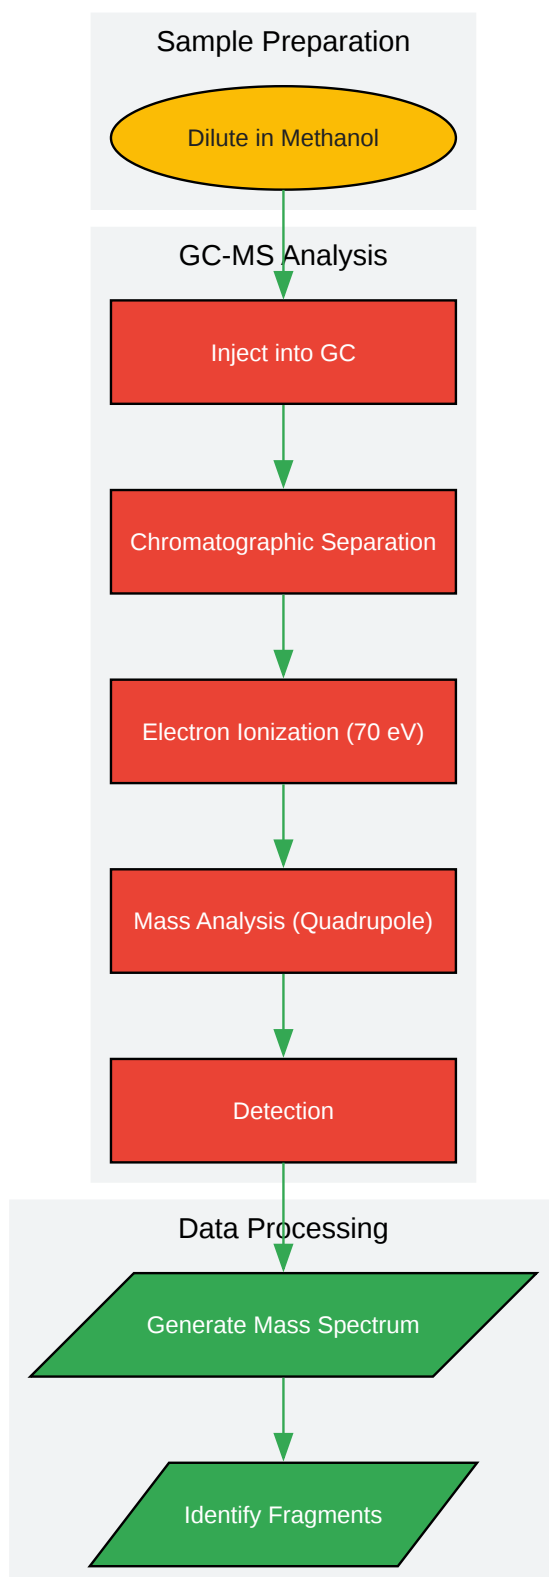 Sample Preparation
Dilute in Methanol
GC-MS Analysis
Inject into GC
Chromatographic Separation
Electron Ionization (70 eV)
Mass Analysis (Quadrupole)
Detection
Data Processing
Generate Mass Spectrum
Identify Fragments